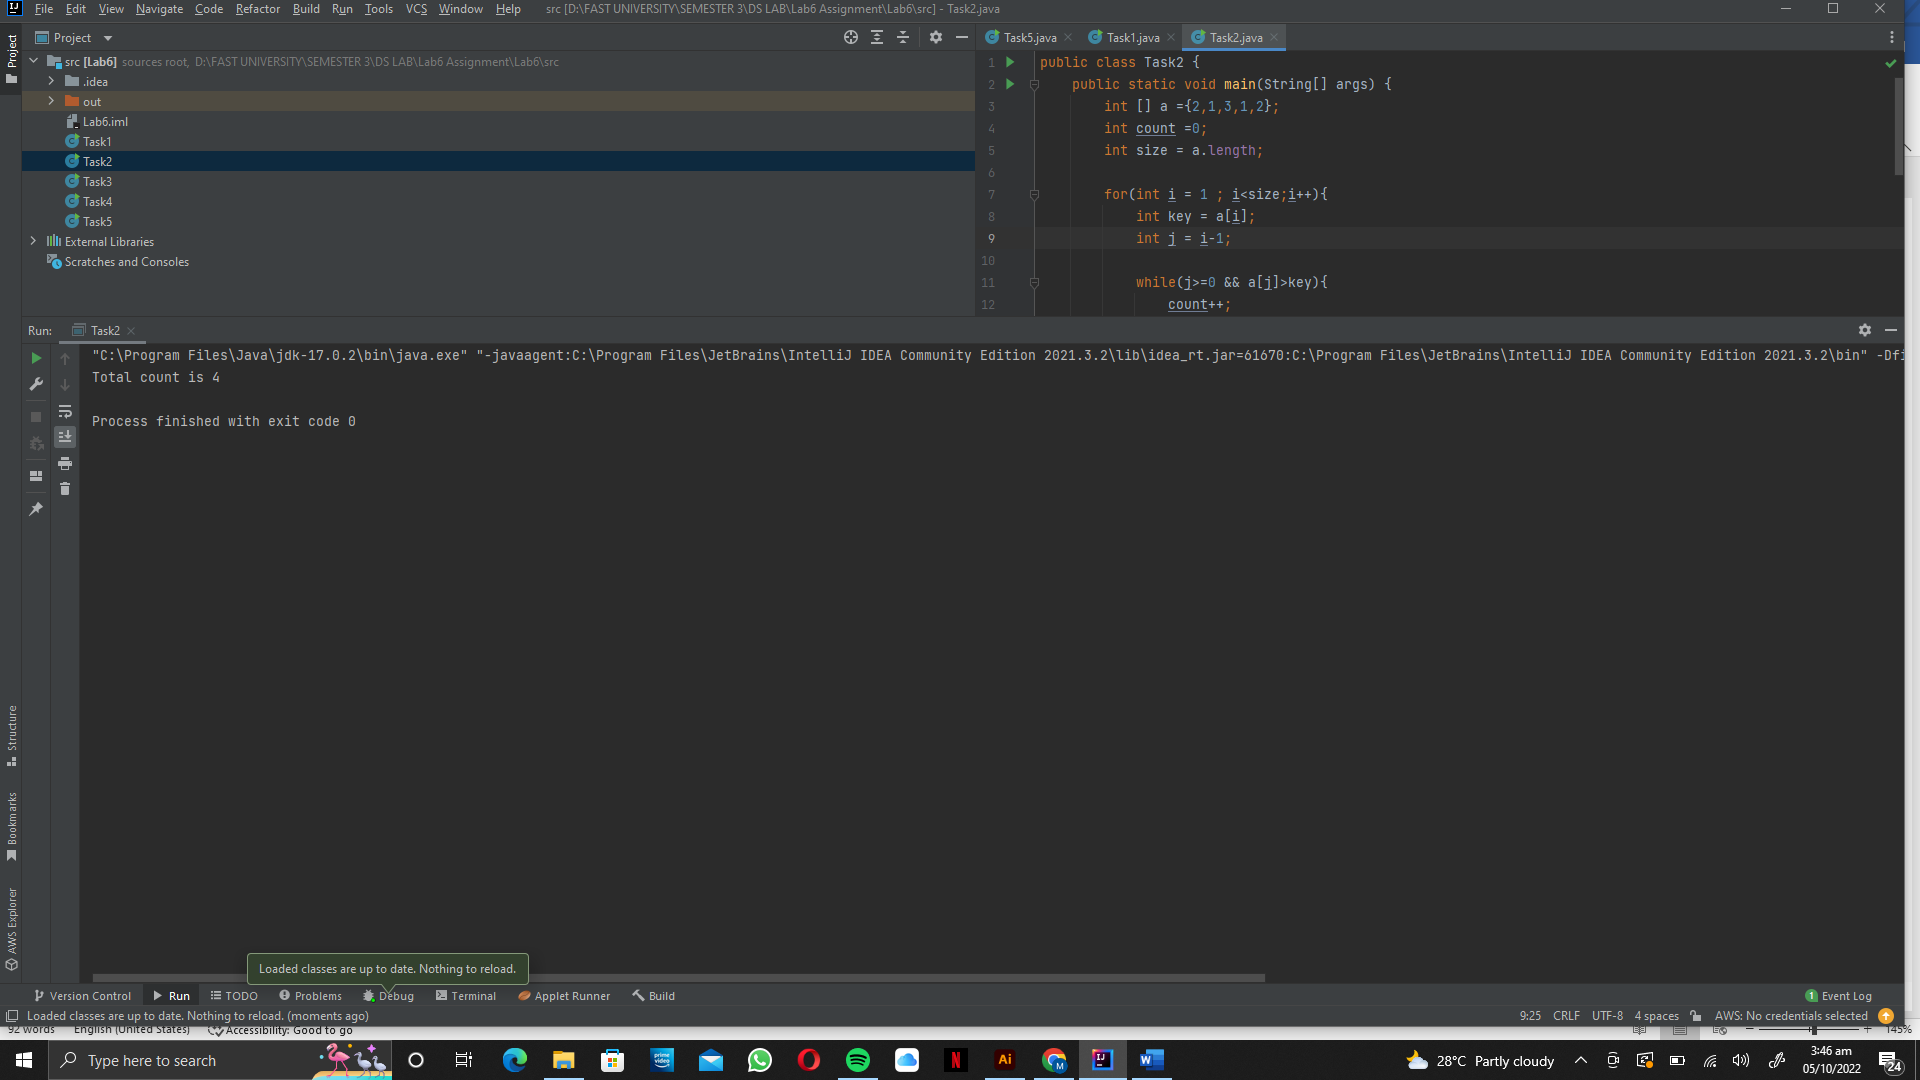 File Edit View Navigate Code Refactor Build Run Tools VCS Window Help src [D:\FAST UNIVERSITY\SEMESTER 3\DS LAB\Lab6 Assignment\Lab6\src] - Task2.java
Project
Project
src [Lab6] sources root, D:\FAST UNIVERSITY\SEMESTER 3\DS LAB\Lab6 Assignment\Lab6\src
.idea
out
Lab6.iml
Task1
Task2
Task3
Task4
Task5
External Libraries
Scratches and Consoles
Task5.java Task1.java Task2.java
1 public class Task2 {
2 public static void main(String[] args) {
3 int [] a ={2,1,3,1,2};
4 int count =0;
5 int size = a.length;
6
7 for(int i = 1 ; i<size;i++){
8 int key = a[i];
9 int j = i-1;
10
11 while(j>=0 && a[j]>key){
12 count++;
Run: Task2
"C:\Program Files\Java\jdk-17.0.2\bin\java.exe" "-javaagent:C:\Program Files\JetBrains\IntelliJ IDEA Community Edition 2021.3.2\lib\idea_rt.jar=61670:C:\Program Files\JetBrains\IntelliJ IDEA Community Edition 2021.3.2\bin" -Dfi
Total count is 4
Process finished with exit code 0
Structure
Bookmarks
AWS Explorer
Loaded classes are up to date. Nothing to reload.
Version Control Run TODO Problems Debug Terminal Applet Runner Build 1 Event Log
Loaded classes are up to date. Nothing to reload. (moments ago) 9:25 CRLF UTF-8 4 spaces AWS: No credentials selected
92 words English (United States) Accessibility: Good to go 145%
Type here to search prime video Ai M IJ W 28°C Partly cloudy 3:46 am
05/10/2022 24